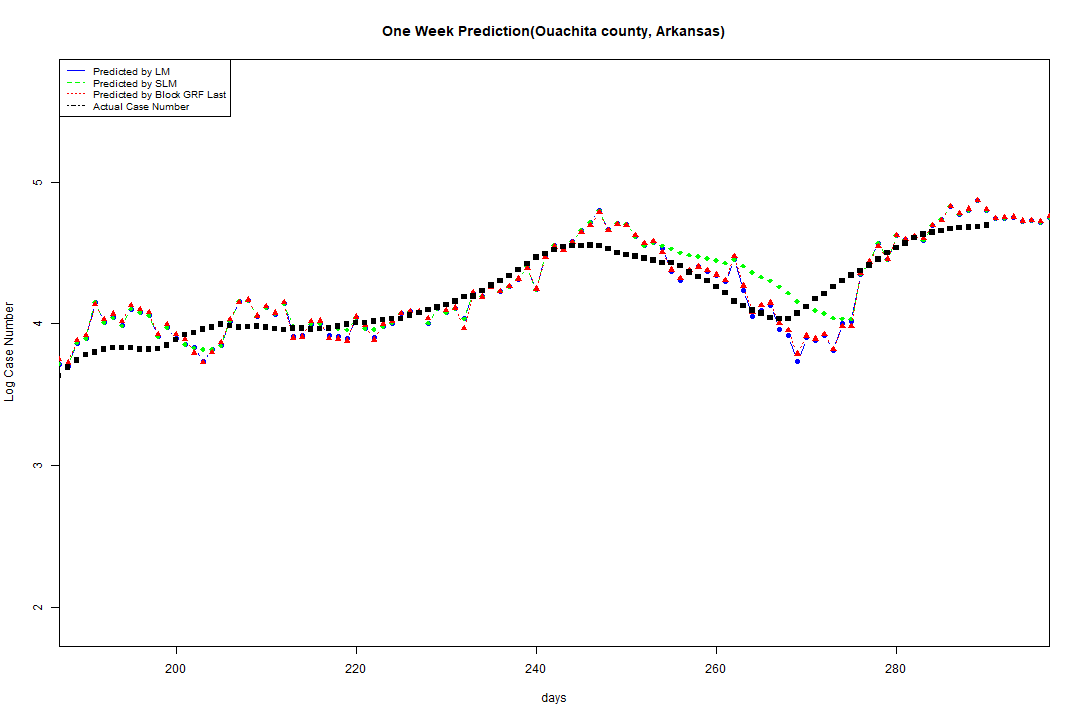 One Week Prediction(Ouachita county, Arkansas)
Predicted by LM
Predicted by SLM
Predicted by Block GRF Last
Actual Case Number
5
4
3
2
Log Case Number
200 220 240 260 280
days